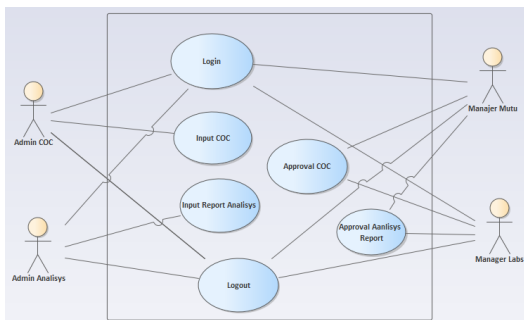 Login
Manajer Mutu
Admin COC
Input COC
Approval COC
Input Report Analisys
Approval Aanlisys
Report
Admin Analisys
Manager Labs
Logout